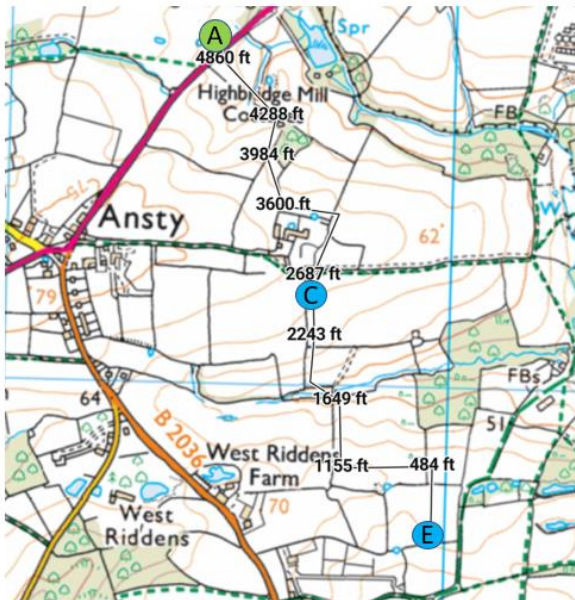 A
4860 ft
Spr
Highbridge Mill
4288 ft
FB
3984 ft
75
3600 ft
Ansty
W
62
2687 ft
79
C
2243 ft
FBs
1649 ft
64
51
B 2036
West Riddens
Farm
1155 ft
484 ft
70
West
Riddens
E